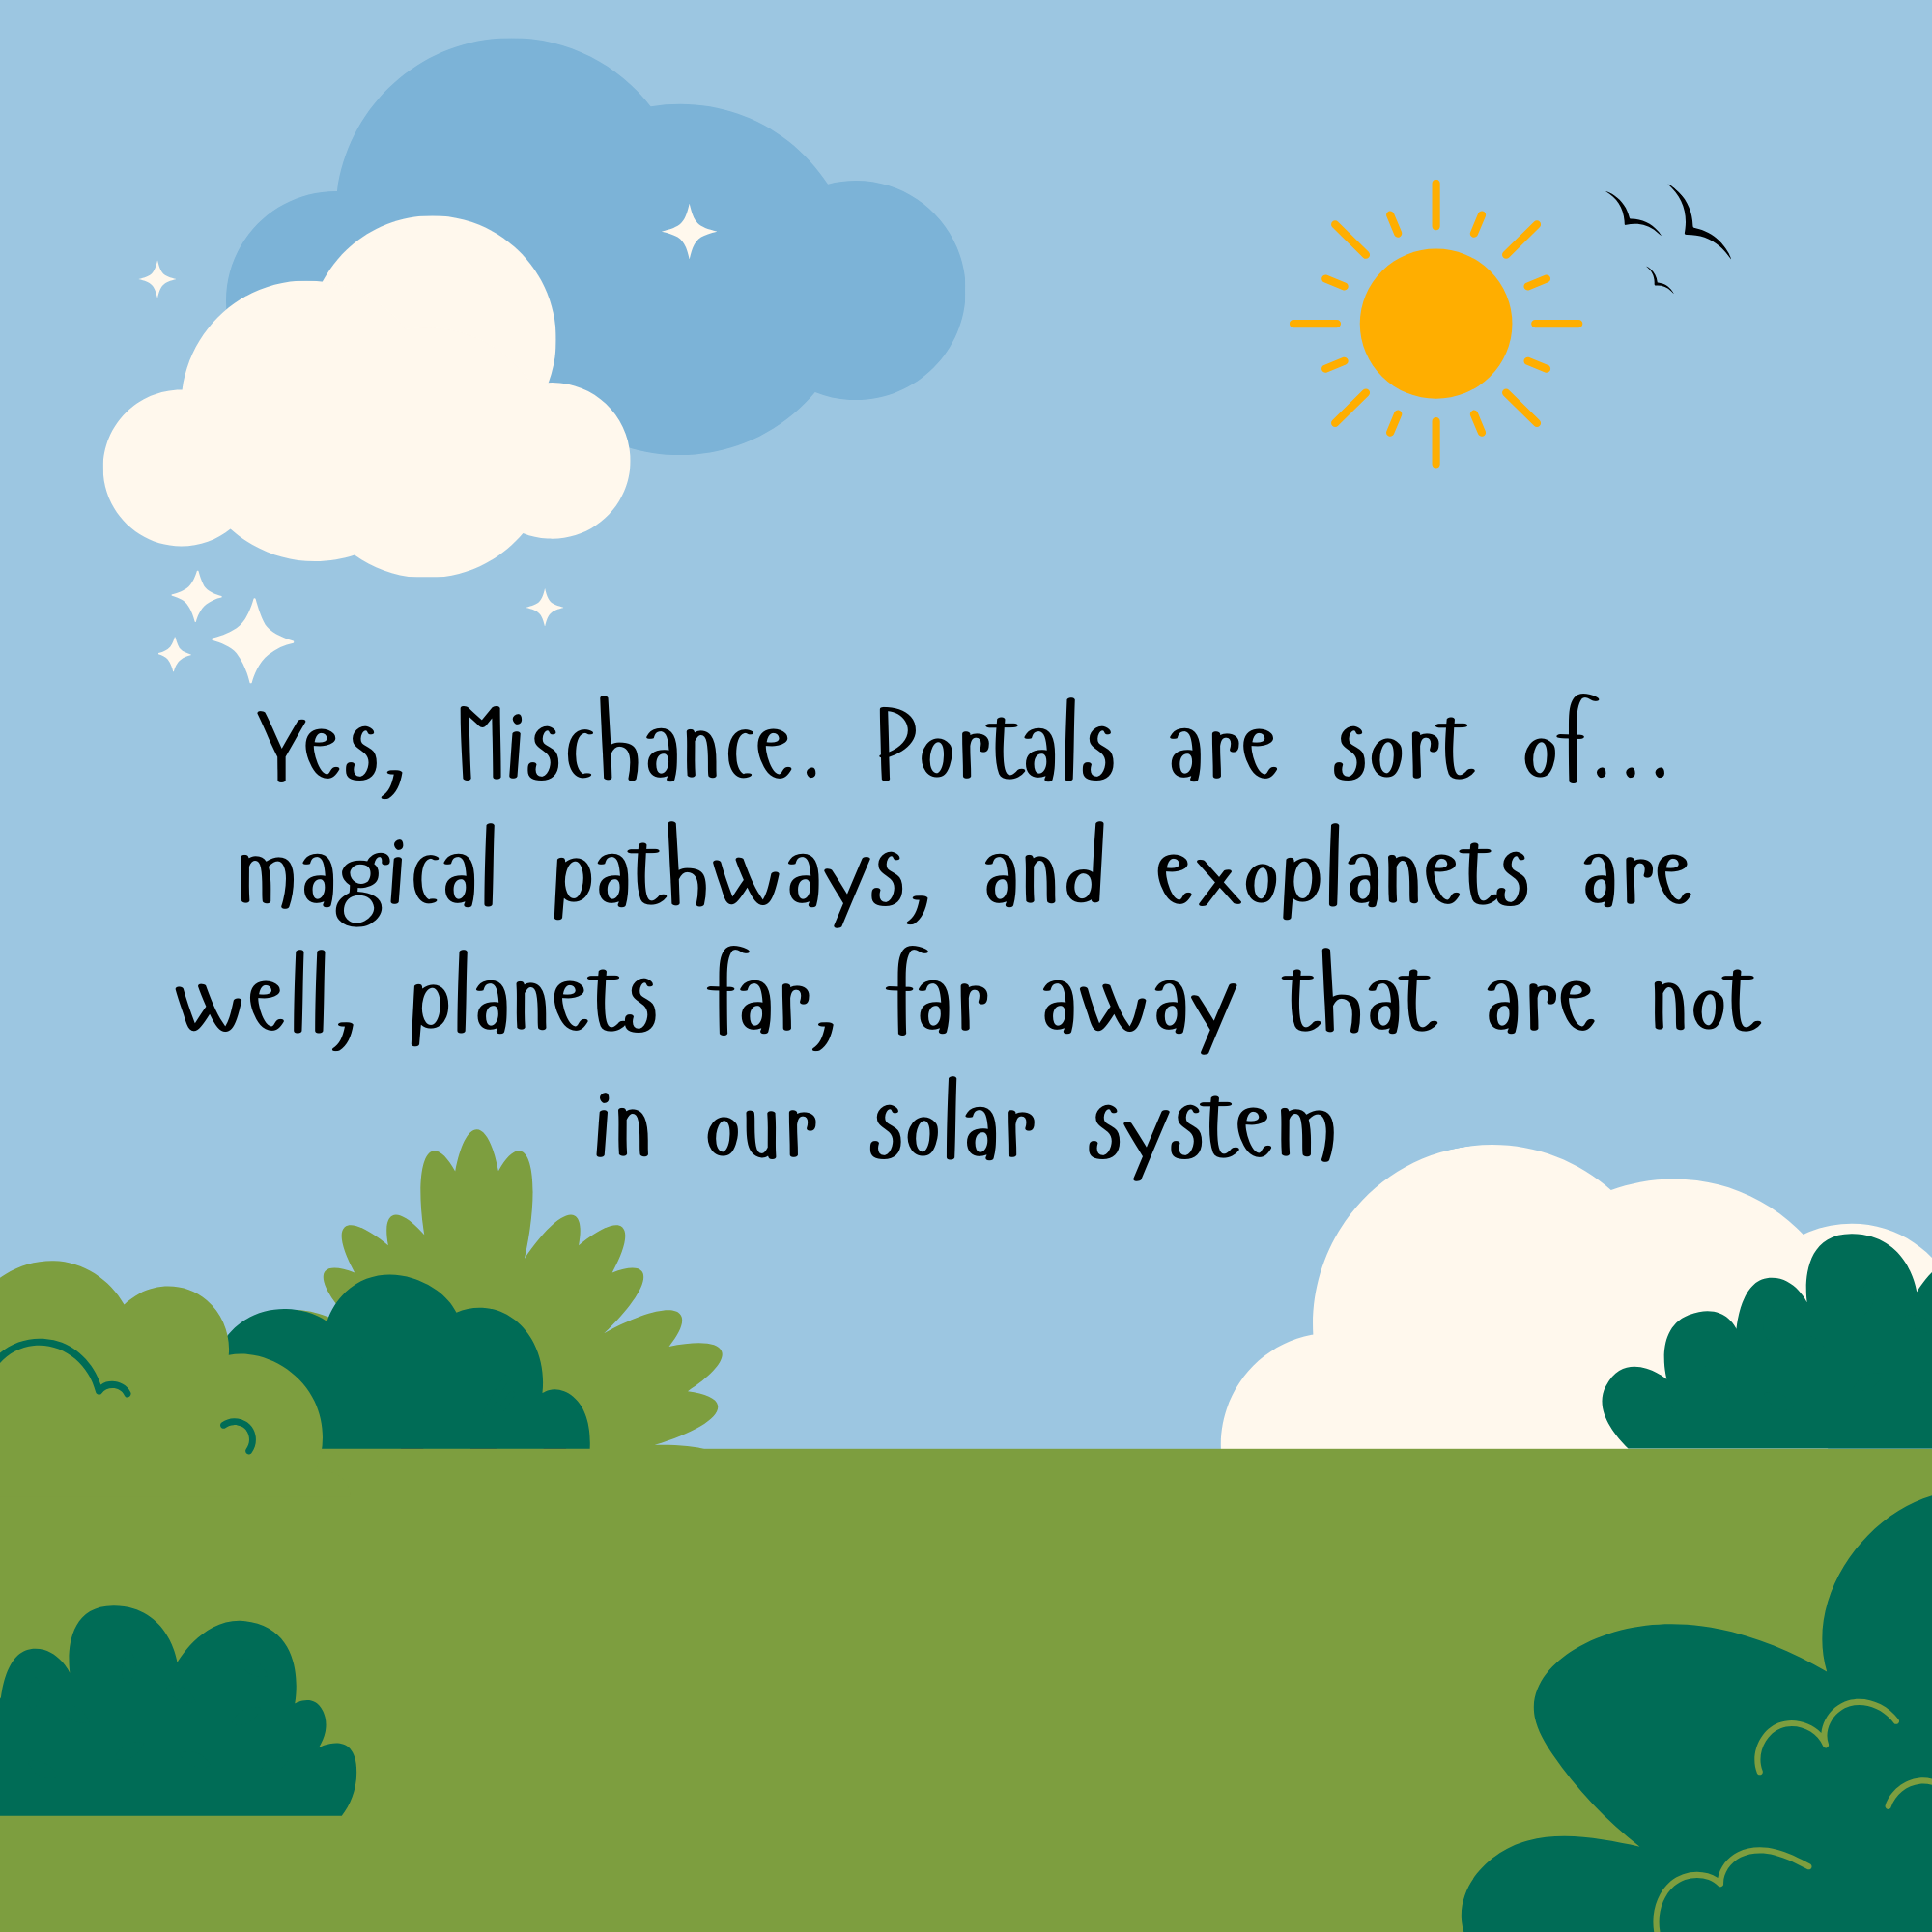 Yes, Mischance. Portals are sort of...
magical pathways, and exoplanets are
well, planets far, far away that are not
in our solar system